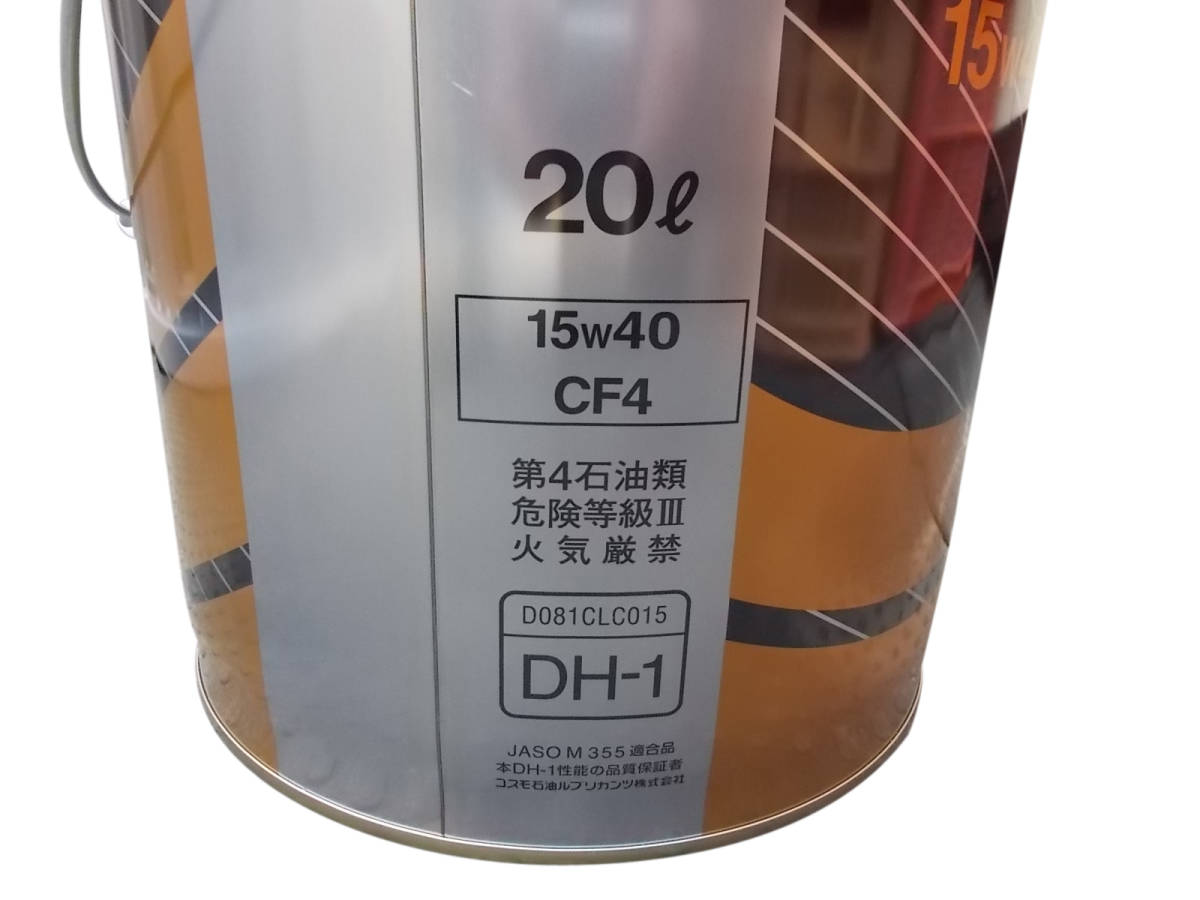 15W
20ℓ
15W40
CF4
第4石油類
危険等級Ⅲ
火気厳禁
D081CLC015
DH-1
JASO M 355 適合品
本DH-1性能の品質保証者
コスモ石油ルブリカンツ株式会社